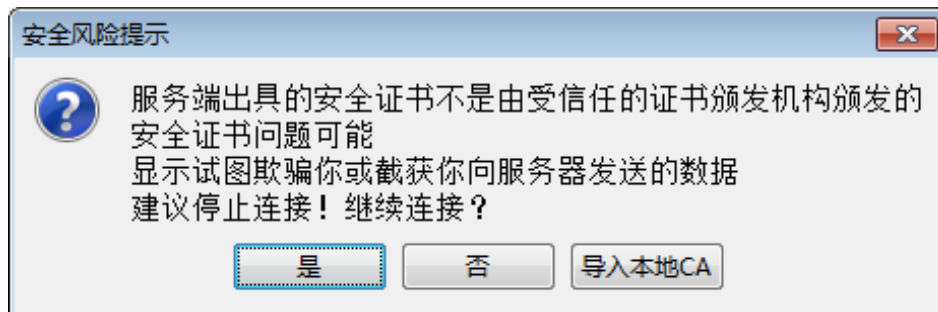 安全风险提示
服务端出具的安全证书不是由受信任的证书颁发机构颁发的
安全证书问题可能
显示试图欺骗你或截获你向服务器发送的数据
建议停止连接！继续连接？
是 否 导入本地CA